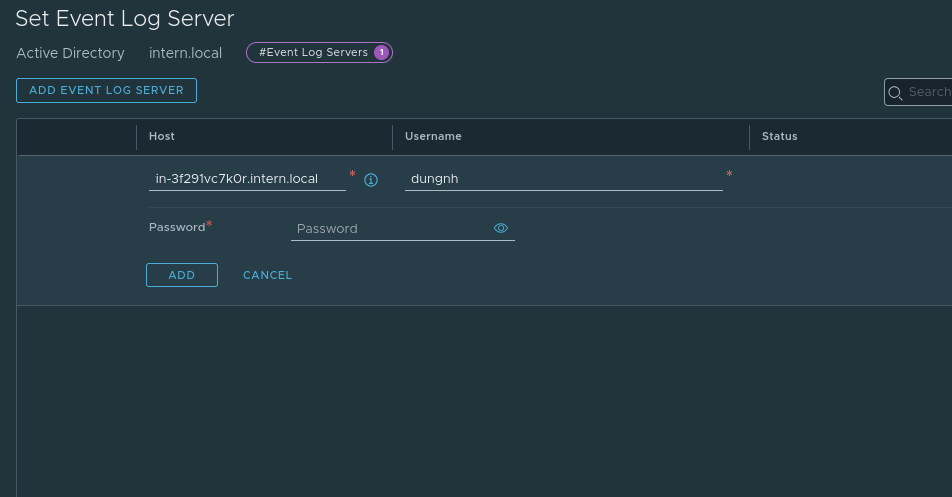 Set Event Log Server
Active Directory intern.local #Event Log Servers 1
ADD EVENT LOG SERVER
Search
Host Username Status
in-3f291vc7k0r.intern.local * dungnh *
Password* Password
ADD CANCEL